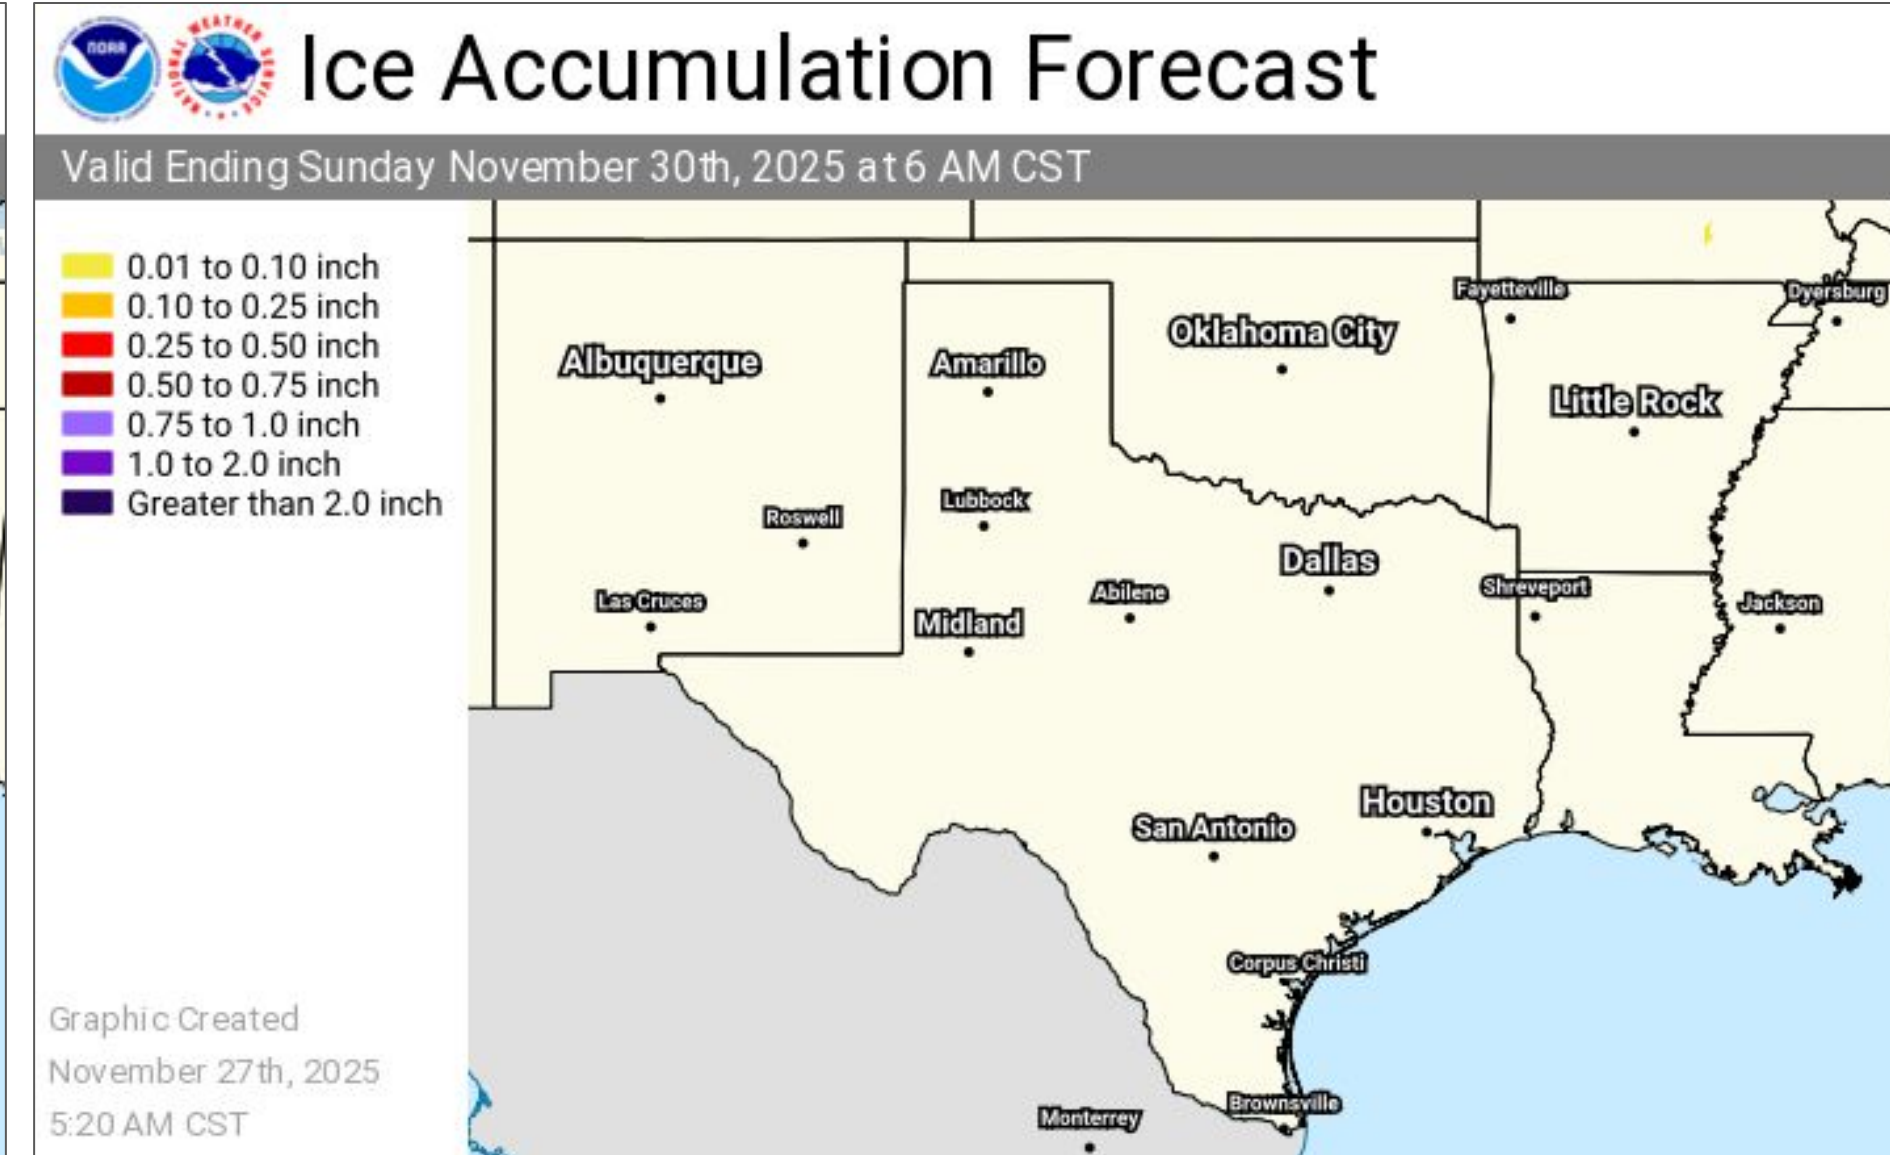 NOAA
NATIONAL WEATHER SERVICE
Ice Accumulation Forecast
Valid Ending Sunday November 30th, 2025 at 6 AM CST
0.01 to 0.10 inch
0.10 to 0.25 inch
0.25 to 0.50 inch
0.50 to 0.75 inch
0.75 to 1.0 inch
1.0 to 2.0 inch
Greater than 2.0 inch
Fayetteville
Dyersburg
Oklahoma City
Albuquerque
Amarillo
Little Rock
Lubbock
Roswell
Dallas
Shreveport
Abilene
Las Cruces
Jackson
Midland
Houston
San Antonio
Corpus Christi
Brownsville
Monterrey
Graphic Created
November 27th, 2025
5:20 AM CST